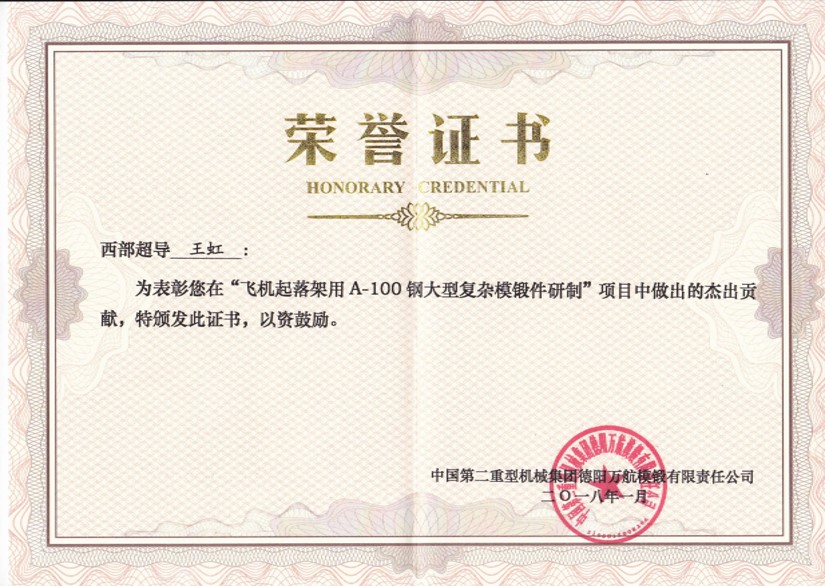 荣誉证书
HONORARY CREDENTIAL
西部超导 王虹 ：
为表彰您在“飞机起落架用 A-100 钢大型复杂模锻件研制”项目中做出的杰出贡
献，特颁发此证书，以资鼓励。
中国第二重型机械集团德阳万航模锻有限责任公司
二〇一八年一月